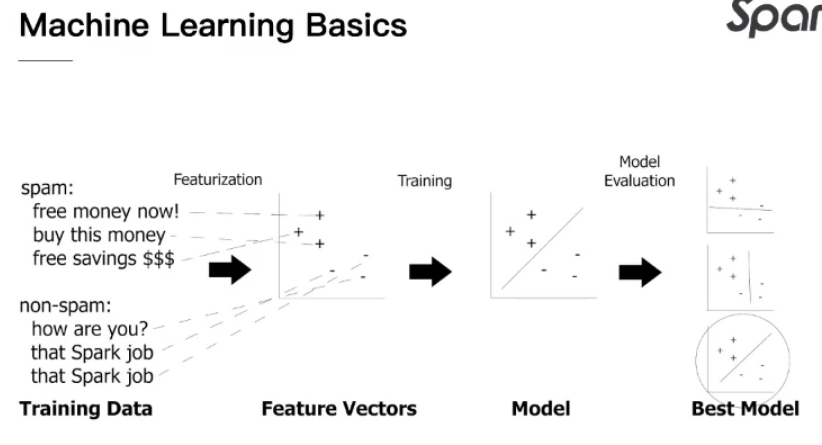 Machine Learning Basics
Spar
Featurization
Training
Model
Evaluation
spam:
free money now!
buy this money
free savings $$$
non-spam:
how are you?
that Spark job
that Spark job
Training Data
Feature Vectors
Model
Best Model